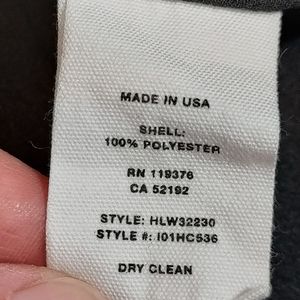 MADE IN USA
SHELL:
100% POLYESTER
RN 119376
CA 52192
STYLE: HLW32230
STYLE #: I01HC536
DRY CLEAN